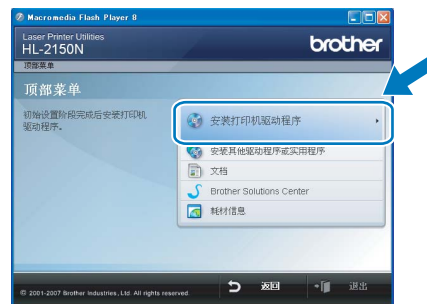 Macromedia Flash Player 8
Laser Printer Utilities
HL-2150N
brother
顶部菜单
顶部菜单
初始设置阶段完成后安装打印机
驱动程序。
安装打印机驱动程序
安装其他驱动程序或实用程序
文档
Brother Solutions Center
耗材信息
© 2001-2007 Brother Industries, Ltd. All rights reserved.
返回
退出